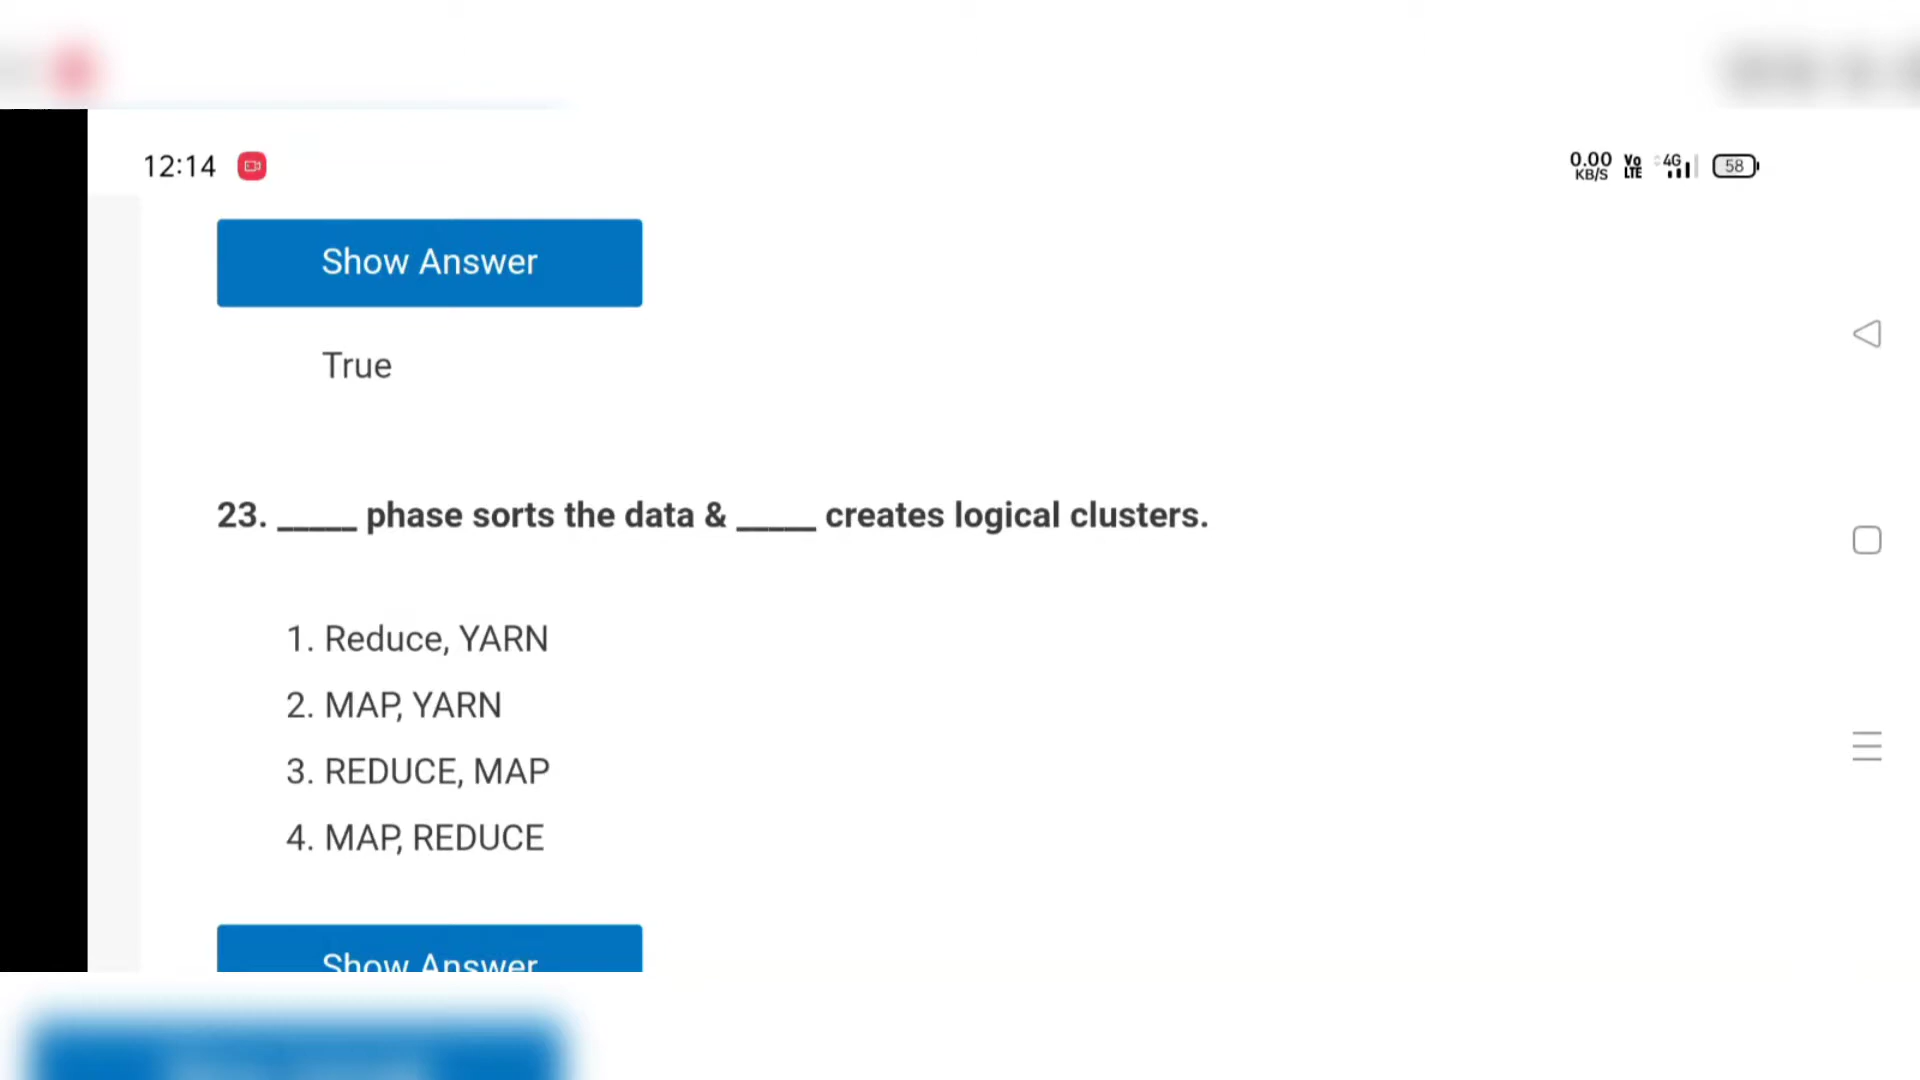 12:14
0.00 KB/S Vo LTE 4G 58
Show Answer
True
23. _____ phase sorts the data & _____ creates logical clusters.
1. Reduce, YARN
2. MAP, YARN
3. REDUCE, MAP
4. MAP, REDUCE
Show Answer